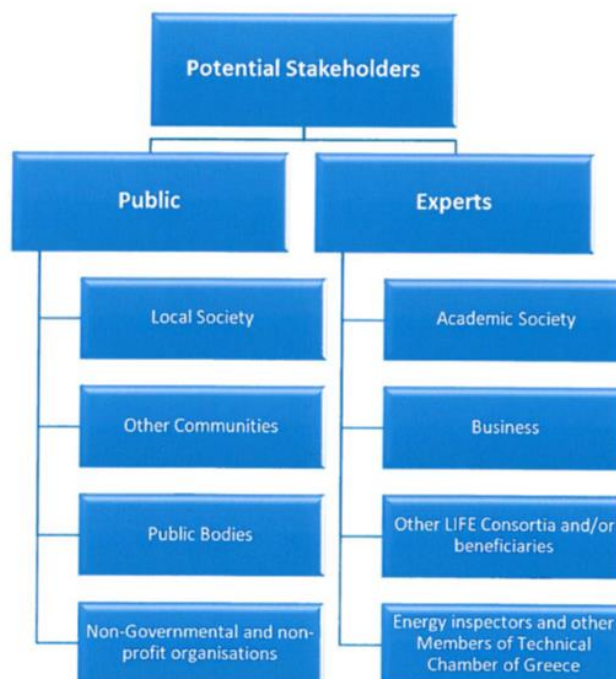 Potential Stakeholders
Public
Experts
Local Society
Academic Society
Other Communities
Business
Public Bodies
Other LIFE Consortia and/or
beneficiaries
Non-Governmental and non-
profit organisations
Energy inspectors and other
Members of Technical
Chamber of Greece